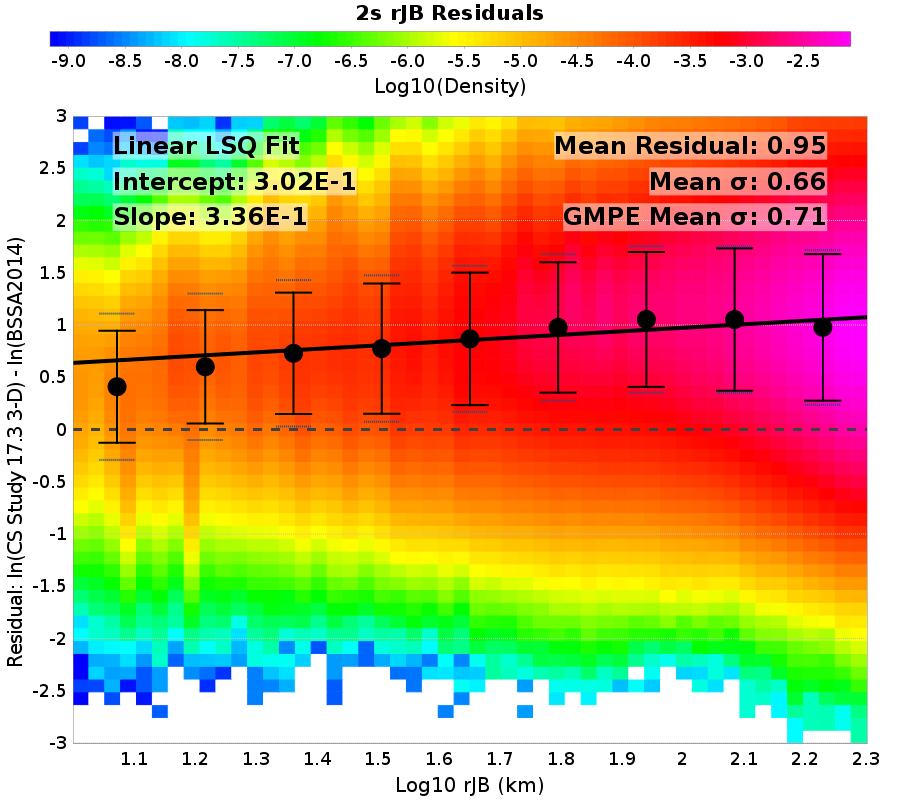 2s rJB Residuals
-9.0 -8.5 -8.0 -7.5 -7.0 -6.5 -6.0 -5.5 -5.0 -4.5 -4.0 -3.5 -3.0 -2.5
Log10(Density)
Linear LSQ Fit
Intercept: 3.02E-1
Slope: 3.36E-1
Mean Residual: 0.95
Mean σ: 0.66
GMPE Mean σ: 0.71
Residual: ln(CS Study 17.3 3-D) - ln(BSSA2014)
3
2.5
2
1.5
1
0.5
0
-0.5
-1
-1.5
-2
-2.5
-3
1.1 1.2 1.3 1.4 1.5 1.6 1.7 1.8 1.9 2 2.1 2.2 2.3
Log10 rJB (km)